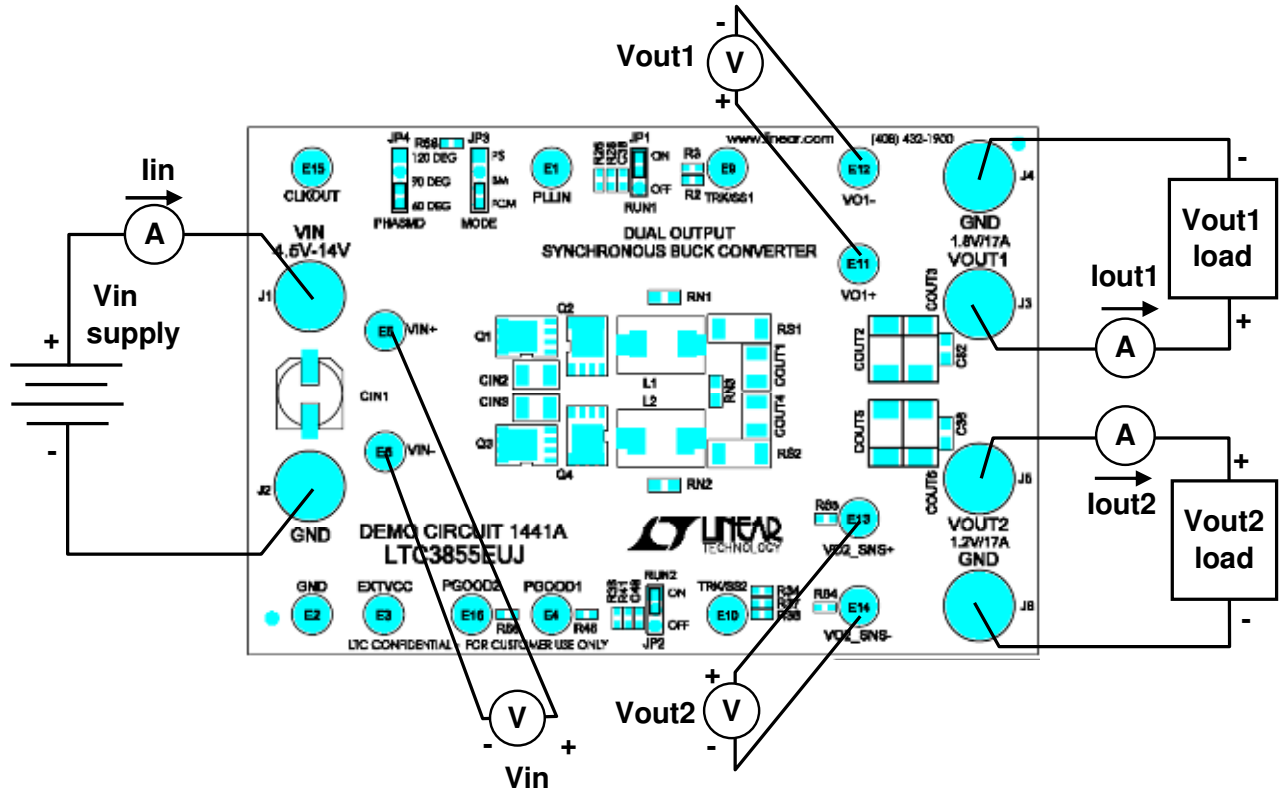 Vout1
-
V
+
Iin
A
Vin
supply
+
-
www.linear.com
(408) 432-1900
E15
CLKOUT
JP4
120 DEG
90 DEG
60 DEG
PHASMD
R68
JP3
PS
FCM
MODE
E1
PLLIN
JP1
ON
OFF
RUN1
R3
R2
E9
TRK/SS1
E12
VO1-
J4
GND
1.8V/17A
VOUT1
J3
VIN
4.5V-14V
J1
DUAL OUTPUT
SYNCHRONOUS BUCK CONVERTER
E11
VO1+
-
Vout1
load
+
Iout1
A
VIN+
RN1
Q1
Q2
RS1
CIN2
L1
COUT1
COUT2
COUT3
CIN1
CIN3
L2
RN3
COUT4
COUT5
COUT6
VIN-
Q3
Q4
RS2
RN2
J2
GND
A
Iout2
+
Vout2
load
-
J5
VOUT2
1.2V/17A
GND
J6
DEMO CIRCUIT 1441A
LTC3855EUJ
LINEAR
TECHNOLOGY
E13
VO2_SNS+
GND
E2
EXTVCC
E3
PGOOD2
E16
PGOOD1
E4
RUN2
ON
OFF
JP2
TRK/SS2
E10
E14
VO2_SNS-
LTC CONFIDENTIAL - FOR CUSTOMER USE ONLY
V
-
+
Vin
+
Vout2
V
-